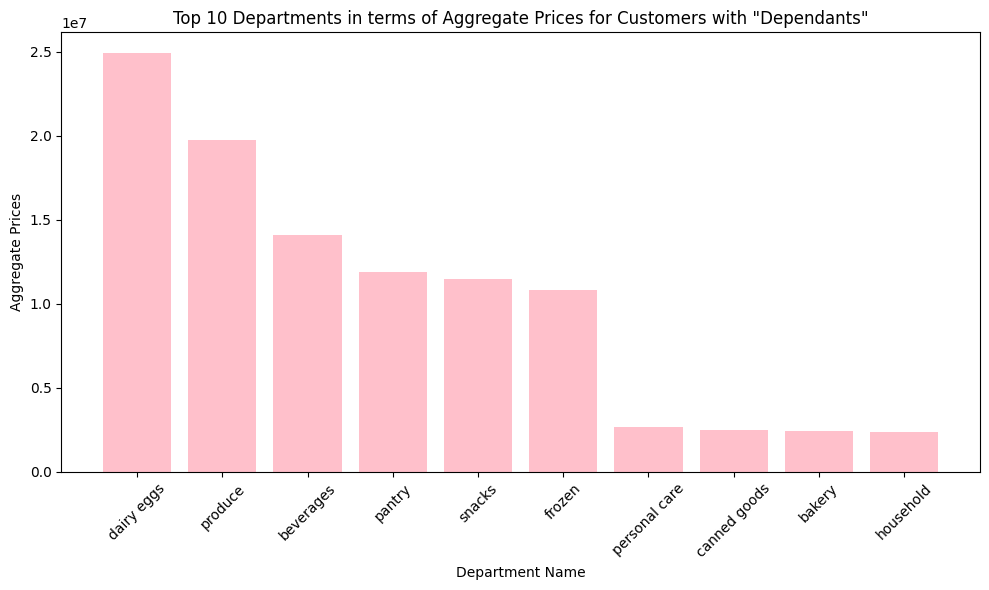 Top 10 Departments in terms of Aggregate Prices for Customers with "Dependants"
1e7
2.5
2.0
1.5
1.0
0.5
0.0
Aggregate Prices
dairy eggs
produce
beverages
pantry
snacks
frozen
personal care
canned goods
bakery
household
Department Name